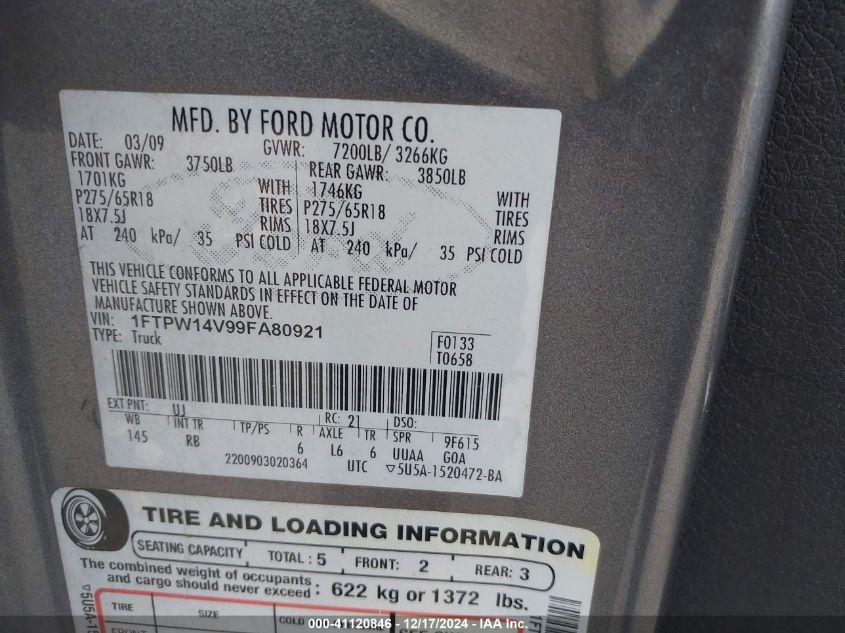 MFD. BY FORD MOTOR CO.
DATE: 03/09 GVWR: 7200LB/ 3266KG
FRONT GAWR: 3750LB REAR GAWR: 3850LB
1701KG WITH 1746KG WITH
P275/65R18 TIRES P275/65R18 TIRES
18X7.5J RIMS 18X7.5J RIMS
AT 240 kPa/ 35 PSI COLD AT 240 kPa/ 35 PSI COLD
THIS VEHICLE CONFORMS TO ALL APPLICABLE FEDERAL MOTOR
VEHICLE SAFETY STANDARDS IN EFFECT ON THE DATE OF
MANUFACTURE SHOWN ABOVE.
VIN: 1FTPW14V99FA80921
TYPE: Truck
F0133
T0658
EXT PNT: UJ RC: 21 DSO:
WB INT TR TP/PS R AXLE TR SPR 9F615
145 RB 6 L6 6 UUAA GOA
2200903020364 UTC ▽5U5A-1520472-BA
TIRE AND LOADING INFORMATION
SEATING CAPACITY TOTAL : 5 FRONT: 2 REAR: 3
The combined weight of occupants
and cargo should never exceed : 622 kg or 1372 lbs.
TIRE SIZE COLD
000-41120846 - 12/17/2024 - IAA Inc.